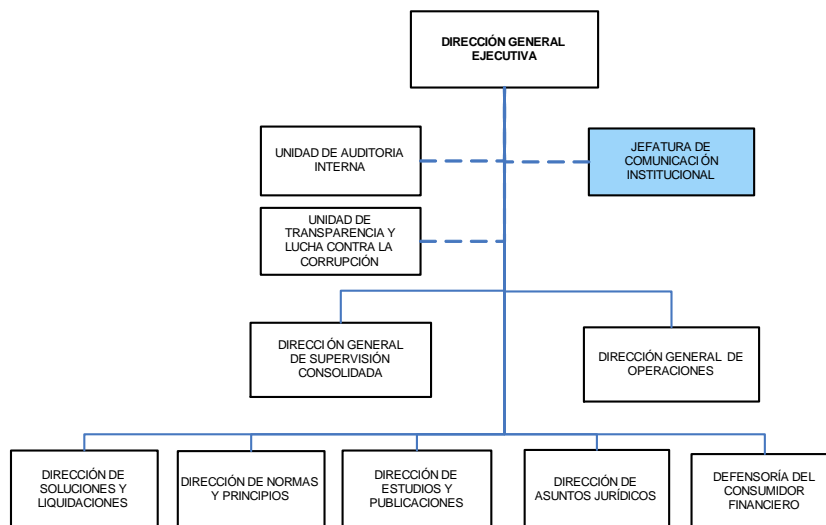 DIRECCIÓN GENERAL
EJECUTIVA
UNIDAD DE AUDITORIA
INTERNA
JEFATURA DE
COMUNICACIÓN
INSTITUCIONAL
UNIDAD DE
TRANSPARENCIA Y
LUCHA CONTRA LA
CORRUPCIÓN
DIRECCIÓN GENERAL
DE SUPERVISIÓN
CONSOLIDADA
DIRECCIÓN GENERAL DE
OPERACIONES
DIRECCIÓN DE
SOLUCIONES Y
LIQUIDACIONES
DIRECCIÓN DE NORMAS
Y PRINCIPIOS
DIRECCIÓN DE
ESTUDIOS Y
PUBLICACIONES
DIRECCIÓN DE
ASUNTOS JURÍDICOS
DEFENSORÍA DEL
CONSUMIDOR
FINANCIERO